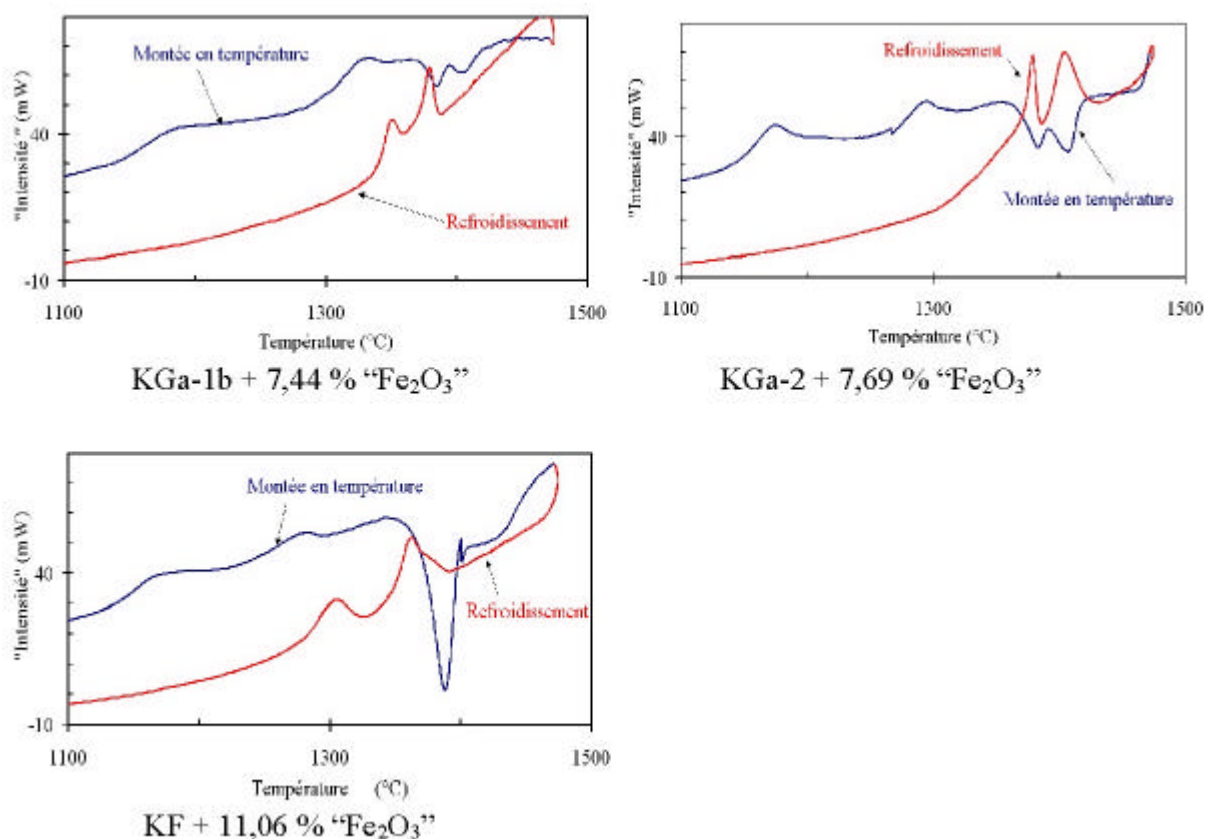 Montée en température
Refroidissement
"Intensité" (mW)
40
-10
1100
1300
1500
Température (°C)
KGa-1b + 7,44 % “Fe₂O₃”
Refroidissement
Montée en température
"Intensité" (mW)
40
-10
1100
1300
1500
Température (°C)
KGa-2 + 7,69 % “Fe₂O₃”
Montée en température
Refroidissement
"Intensité" (mW)
40
-10
1100
1300
1500
Température (°C)
KF + 11,06 % “Fe₂O₃”